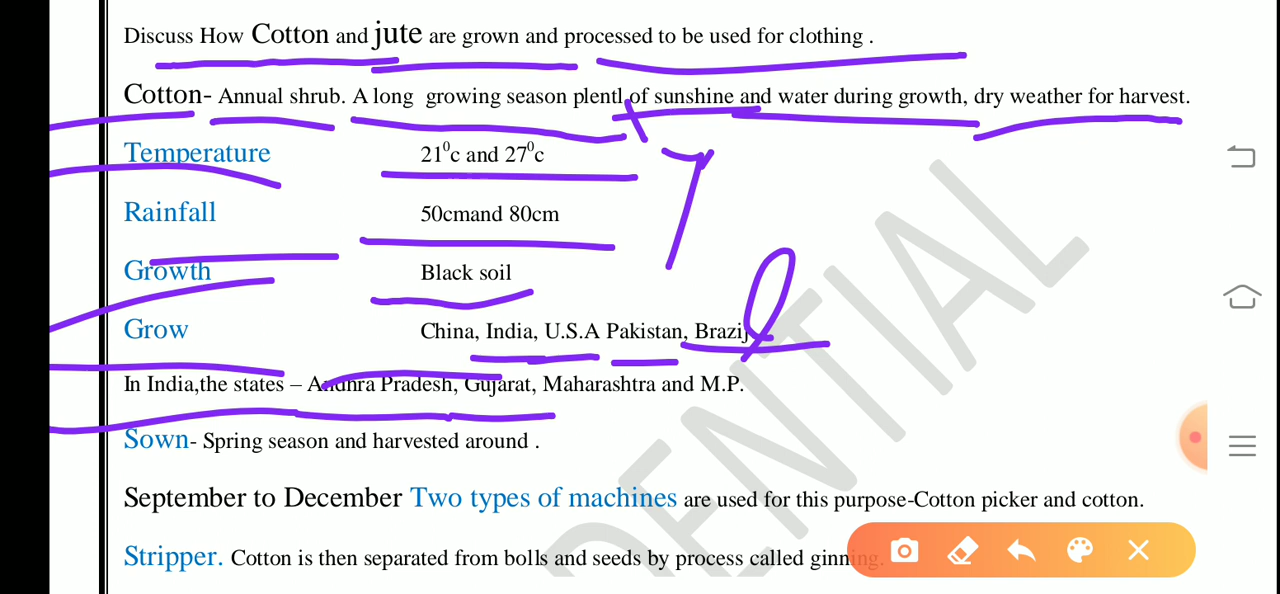 Discuss How Cotton and jute are grown and processed to be used for clothing .
Cotton- Annual shrub. A long growing season plentl of sunshine and water during growth, dry weather for harvest.
y
Temperature 21⁰c and 27⁰c
Rainfall 50cmand 80cm
Growth Black soil
Grow China, India, U.S.A Pakistan, Brazij
l
In India,the states – Andhra Pradesh, Gujarat, Maharashtra and M.P.
Sown- Spring season and harvested around .
September to December Two types of machines are used for this purpose-Cotton picker and cotton.
Stripper. Cotton is then separated from bolls and seeds by process called ginning.
DENTIAL